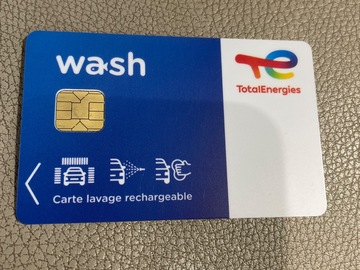 wash
TotalEnergies
Carte lavage rechargeable